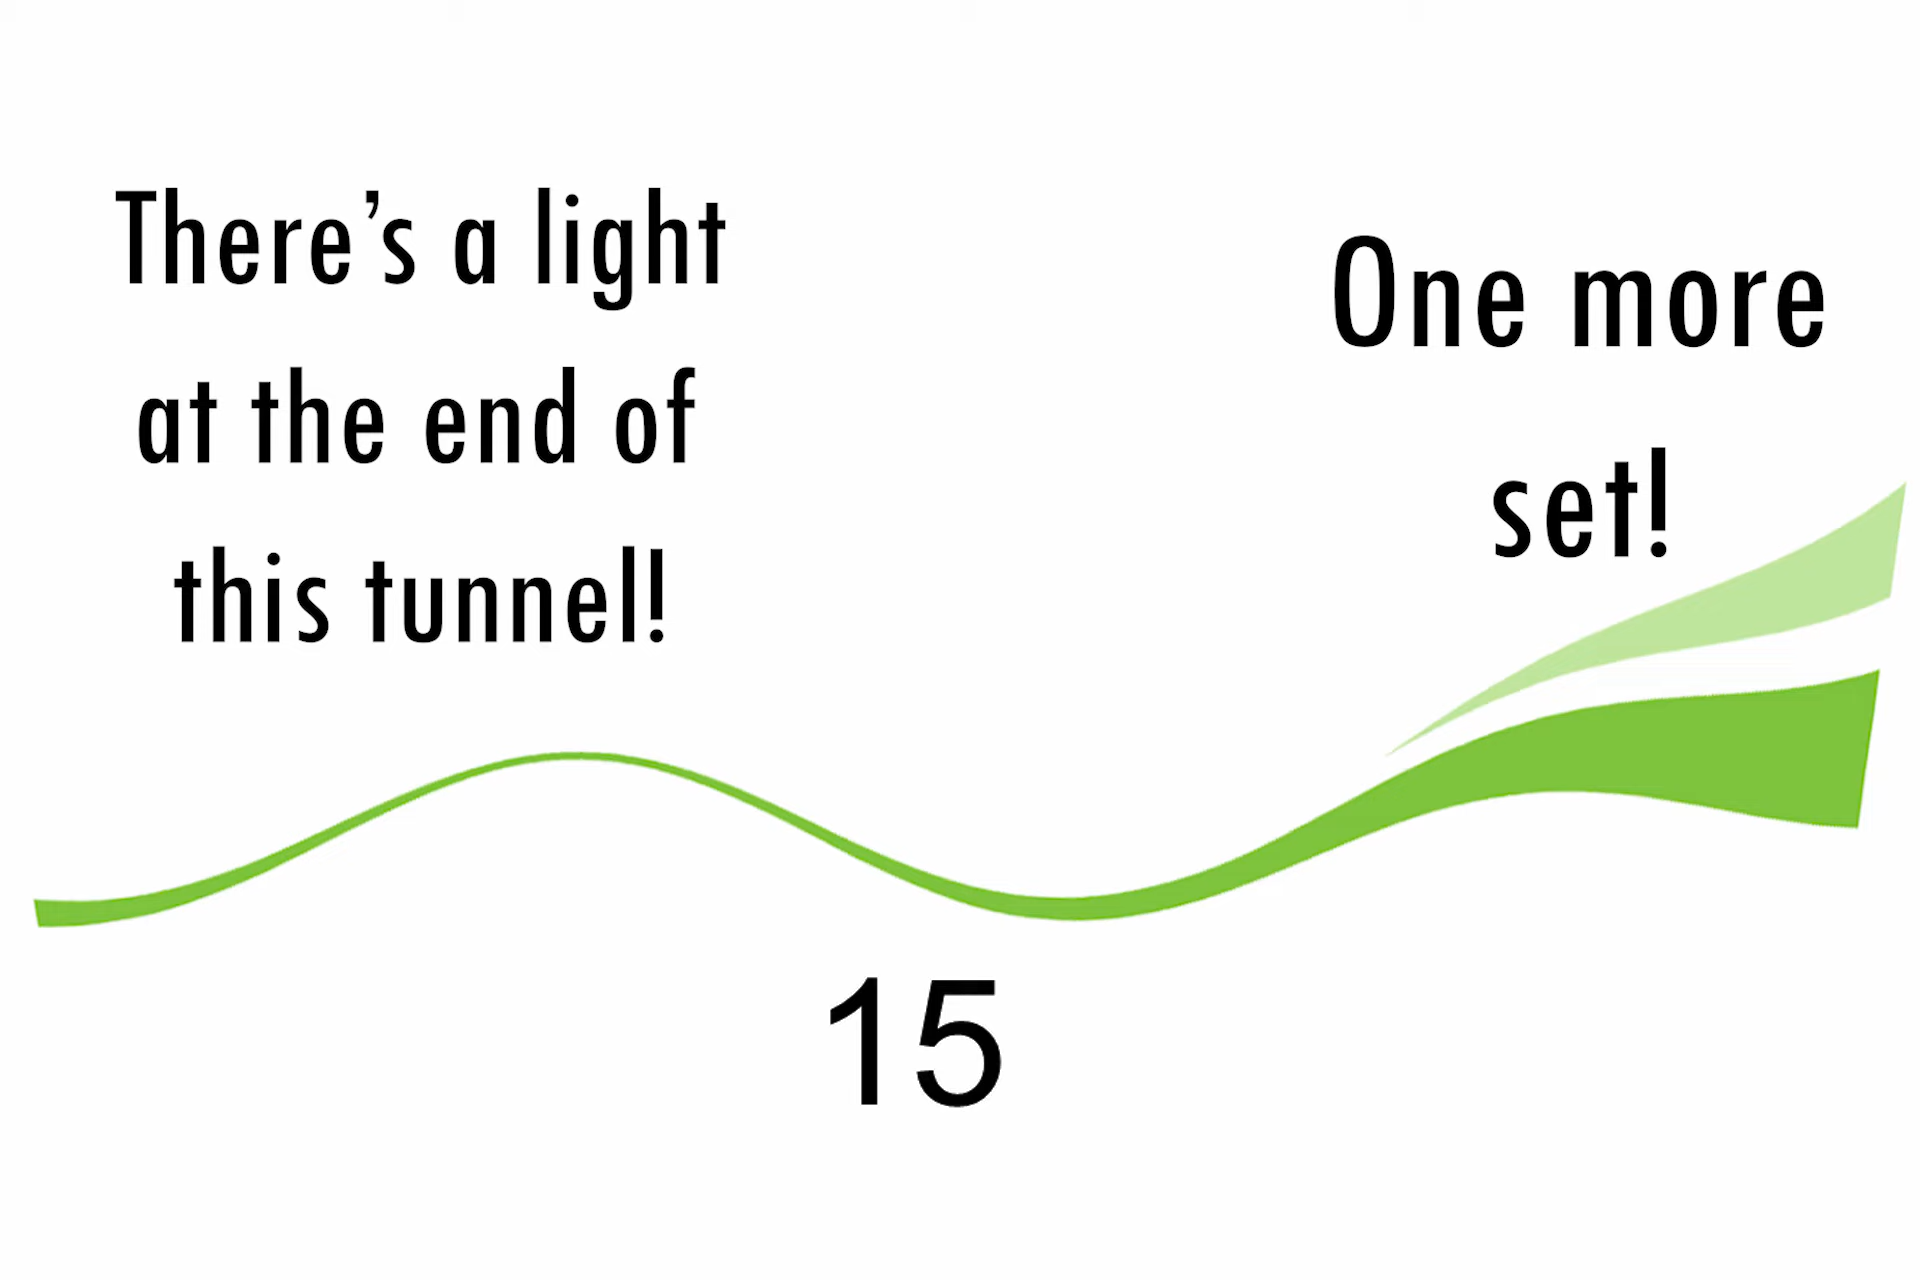 There’s a light
at the end of
this tunnel!
One more
set!
15